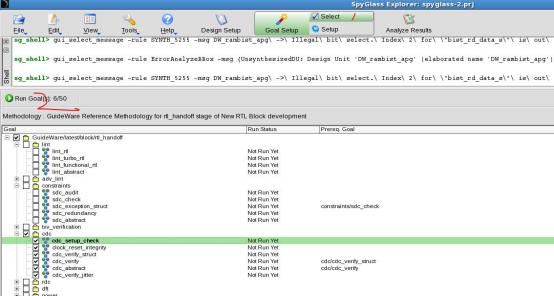 SpyGlass Explorer: spyglass-2.prj
File Edit View Tools Help Design Setup Goal Setup Select Setup Analyze Results
sg_shell> gui_select_message -rule SYNTH_5255 -msg DW_rambist_apg\ ->\ Illegal\ bit\ select.\ Index\ 2\ for\ \"bist_rd_data_s\"\ is\ out\
sg_shell> gui_select_message -rule ErrorAnalyzeBBox -msg {UnsynthesizedDU: Design Unit 'DW_rambist_apg' (elaborated name 'DW_rambist_apg')
sg_shell> gui_select_message -rule SYNTH_5255 -msg DW_rambist_apg\ ->\ Illegal\ bit\ select.\ Index\ 2\ for\ \"bist_rd_data_s\"\ is\ out\
Shell
Run Goal(s): 6/50
Methodology : GuideWare Reference Methodology for rtl_handoff stage of New RTL Block development
Goal Run Status Prereq. Goal
GuideWare/latest/block/rtl_handoff
lint
lint_rtl Not Run Yet
lint_turbo_rtl Not Run Yet
lint_functional_rtl Not Run Yet
lint_abstract Not Run Yet
adv_lint
constraints
sdc_audit Not Run Yet
sdc_check Not Run Yet
sdc_exception_struct Not Run Yet constraints/sdc_check
sdc_redundancy Not Run Yet
sdc_abstract Not Run Yet
txv_verification
cdc
cdc_setup_check Not Run Yet
clock_reset_integrity Not Run Yet
cdc_verify_struct Not Run Yet
cdc_verify Not Run Yet cdc/cdc_verify_struct
cdc_abstract Not Run Yet cdc/cdc_verify
cdc_verify_jitter Not Run Yet
rdc
dft
power